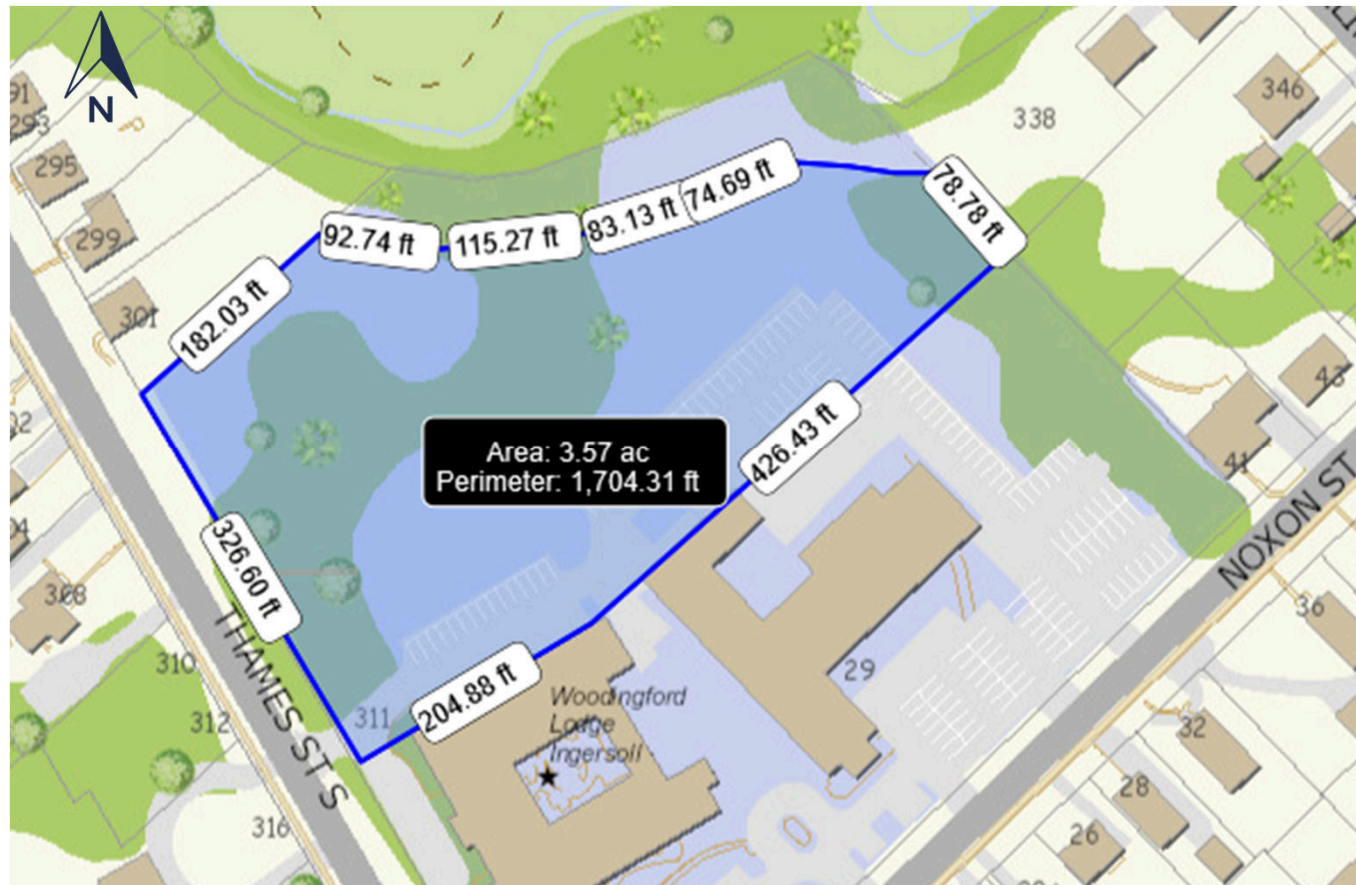 N
91
293
295
299
301
338
346
92.74 ft
115.27 ft
83.13 ft
74.69 ft
78.78 ft
182.03 ft
Area: 3.57 ac
Perimeter: 1,704.31 ft
426.43 ft
43
41
NOXON ST
326.60 ft
THAMES ST S
310
311
312
316
204.88 ft
Woodingford
Lodge
Ingersoll
29
36
32
28
26